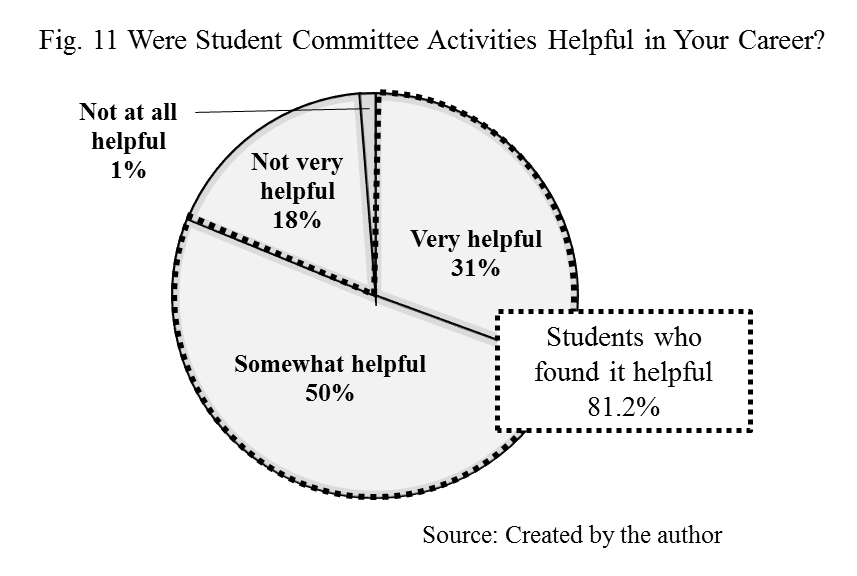 Fig. 11 Were Student Committee Activities Helpful in Your Career?
Not at all
helpful
1%
Not very
helpful
18%
Very helpful
31%
Somewhat helpful
50%
Students who
found it helpful
81.2%
Source: Created by the author